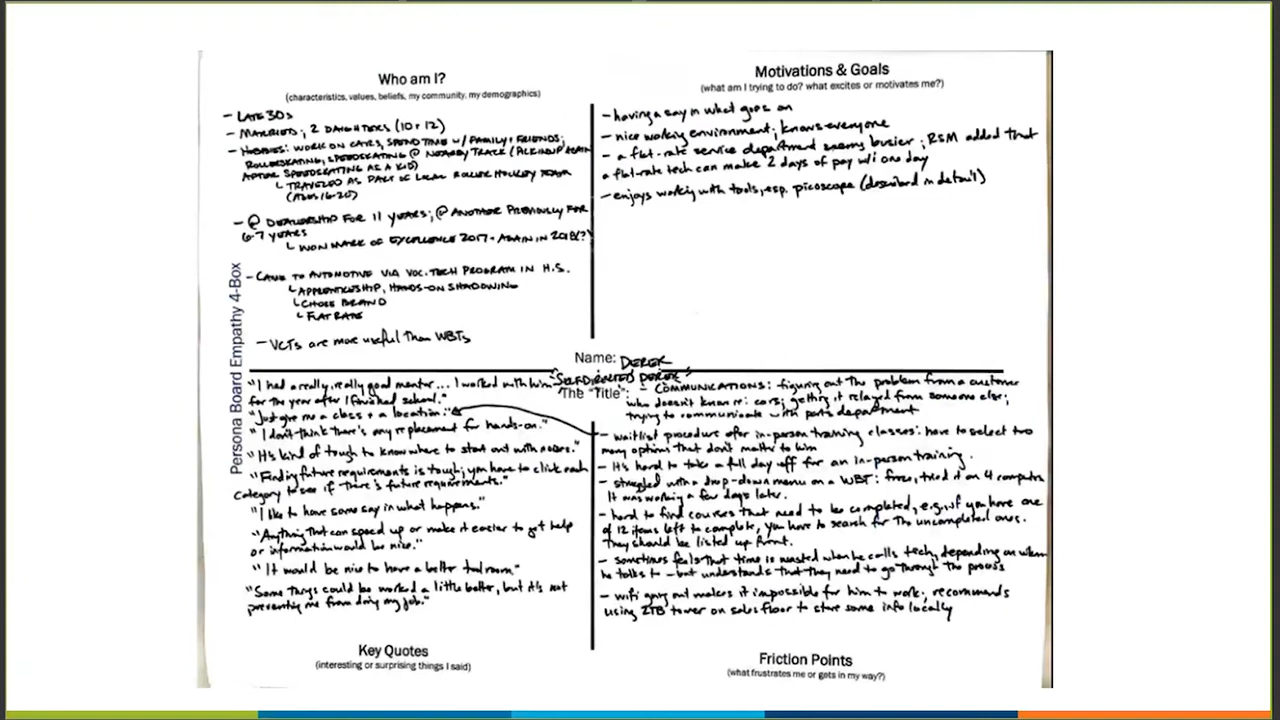 Who am I?
(characteristics, values, beliefs, my community, my demographics)
- LATE 30s
- MARRIED; 2 DAUGHTERS (10 + 12)
- HOBBIES: WORK ON CARS, SPEND TIME W/ FAMILY + FRIENDS;
ROLLERSKATING, SPEEDSKATING @ NEARBY TRACK (
AFTER SPEEDSKATING AS A KID)
↳ TRAVELED AS PART OF LOCAL ROLLER HOCKEY TEAM
(AGES 16-20)
- @ DEALERSHIP FOR 11 YEARS; @ ANOTHER PREVIOUSLY FOR
6-7 YEARS
↳ WON MARK OF EXCELLENCE 2017 + AGAIN IN 2018(?)
- CAME TO AUTOMOTIVE VIA VOC. TECH PROGRAM IN H.S.
↳ APPRENTICESHIP, HANDS-ON SHADOWING
↳ CHOSE BRAND
↳ FLAT RATE
- VCTs are more useful than WBTs
Motivations & Goals
(what am I trying to do? what excites or motivates me?)
- having a say in what goes on
- nice working environment; knows everyone
- a flat-rate service department seems busier; RSM added that
a flat-rate tech can make 2 days of pay w/i one day
- enjoys working with tools, esp. picoscope (described in detail)
Persona Board Empathy 4-Box
Name: DEREK
The "Title": "SELF-DIRECTED DEREK"
"I had a really, really good mentor... I worked with him
for the year after I finished school."
"Just give me a class + a location."
"I don't think there's any replacement for hands-on."
"It's kind of tough to know where to start out with noises."
"Finding future requirements is tough; you have to click each
category to see if there's future requirements."
"I like to have some say in what happens."
"Anything that can speed up or make it easier to get help
or information would be nice."
"It would be nice to have a better tool room."
"Some things could be worked a little better, but it's not
preventing me from doing my job."
Key Quotes
(interesting or surprising things I said)
- COMMUNICATIONS: figuring out the problem from a customer
who doesn't know re: cars; getting it relayed from someone else;
trying to communicate with parts department
- waitlist procedure for in-person training classes: have to select two
many options that don't matter to him
- It's hard to take a full day off for an in-person training.
- struggled with a drop-down menu on a WBT: froze, tried it on 4 computers
It was working a few days later.
- hard to find courses that need to be completed, e.g., if you have one
of 12 items left to complete, you have to search for the uncompleted ones.
They should be listed up front.
- sometimes feels that time is wasted when he calls tech, depending on whom
he talks to - but understands that they need to go through the process
- wifi going out makes it impossible for him to work; recommends
using 2TB tower on sales floor to store some info locally
Friction Points
(what frustrates me or gets in my way?)